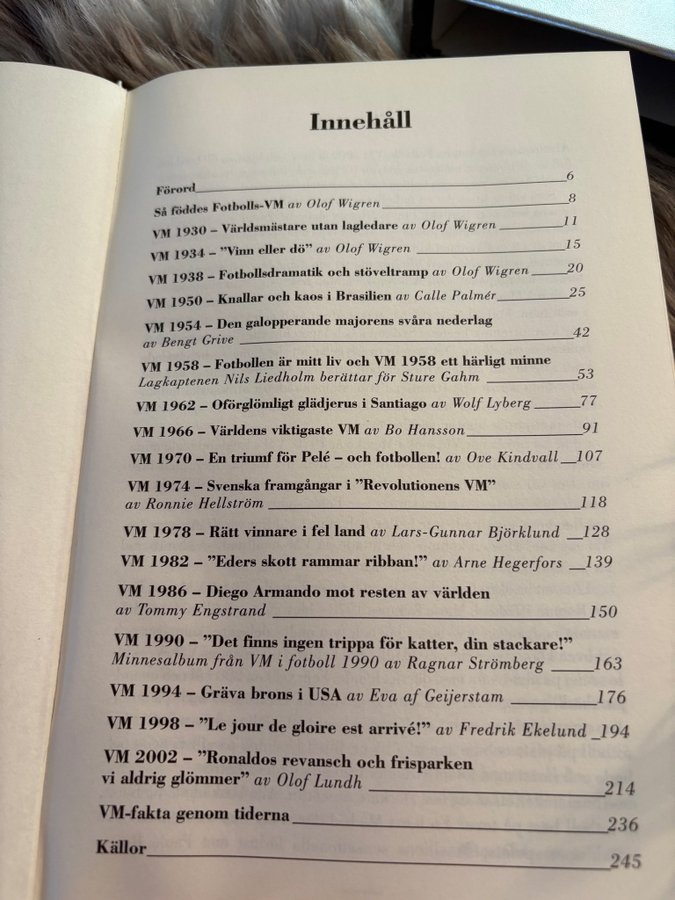 Innehåll
Förord 6
Så föddes Fotbolls-VM av Olof Wigren 8
VM 1930 – Världsmästare utan lagledare av Olof Wigren 11
VM 1934 – ”Vinn eller dö” av Olof Wigren 15
VM 1938 – Fotbollsdramatik och stöveltramp av Olof Wigren 20
VM 1950 – Knallar och kaos i Brasilien av Calle Palmér 25
VM 1954 – Den galopperande majorens svåra nederlag
av Bengt Grive 42
VM 1958 – Fotbollen är mitt liv och VM 1958 ett härligt minne
Lagkaptenen Nils Liedholm berättar för Sture Gahm 53
VM 1962 – Oförglömligt glädjerus i Santiago av Wolf Lyberg 77
VM 1966 – Världens viktigaste VM av Bo Hansson 91
VM 1970 – En triumf för Pelé – och fotbollen! av Ove Kindvall 107
VM 1974 – Svenska framgångar i ”Revolutionens VM”
av Ronnie Hellström 118
VM 1978 – Rätt vinnare i fel land av Lars-Gunnar Björklund 128
VM 1982 – ”Eders skott rammar ribban!” av Arne Hegerfors 139
VM 1986 – Diego Armando mot resten av världen
av Tommy Engstrand 150
VM 1990 – ”Det finns ingen trippa för katter, din stackare!”
Minnesalbum från VM i fotboll 1990 av Ragnar Strömberg 163
VM 1994 – Gräva brons i USA av Eva af Geijerstam 176
VM 1998 – ”Le jour de gloire est arrivé!” av Fredrik Ekelund 194
VM 2002 – ”Ronaldos revansch och frisparken
vi aldrig glömmer” av Olof Lundh 214
VM-fakta genom tiderna 236
Källor 245